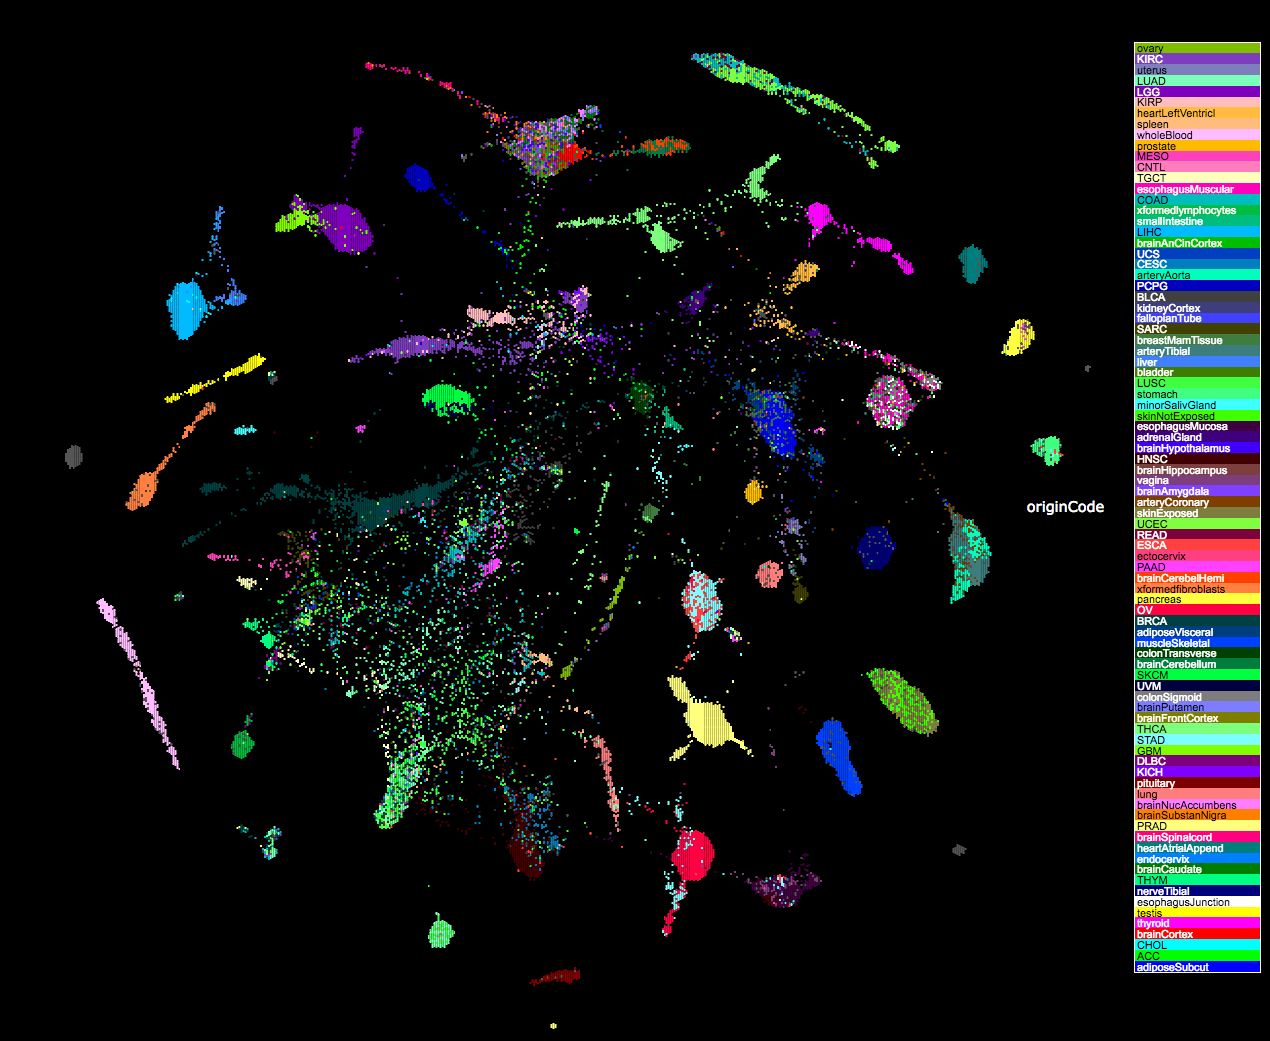 originCode
ovary
KIRC
uterus
LUAD
LGG
KIRP
heartLeftVentricl
spleen
wholeBlood
prostate
MESO
CNTL
TGCT
esophagusMuscular
COAD
xformedlymphocytes
smallIntestine
LIHC
brainAnCinCortex
UCS
CESC
arteryAorta
PCPG
BLCA
kidneyCortex
fallopianTube
SARC
breastMamTissue
arteryTibial
liver
bladder
LUSC
stomach
minorSalivGland
skinNotExposed
esophagusMucosa
adrenalGland
brainHypothalamus
HNSC
brainHippocampus
vagina
brainAmygdala
arteryCoronary
skinExposed
UCEC
READ
ESCA
ectocervix
PAAD
brainCerebelHemi
xformedfibroblasts
pancreas
OV
BRCA
adiposeVisceral
muscleSkeletal
colonTransverse
brainCerebellum
SKCM
UVM
colonSigmoid
brainPutamen
brainFrontCortex
THCA
STAD
GBM
DLBC
KICH
pituitary
lung
brainNucAccumbens
brainSubstanNigra
PRAD
brainSpinalcord
heartAtrialAppend
endocervix
brainCaudate
THYM
nerveTibial
esophagusJunction
testis
thyroid
brainCortex
CHOL
ACC
adiposeSubcut